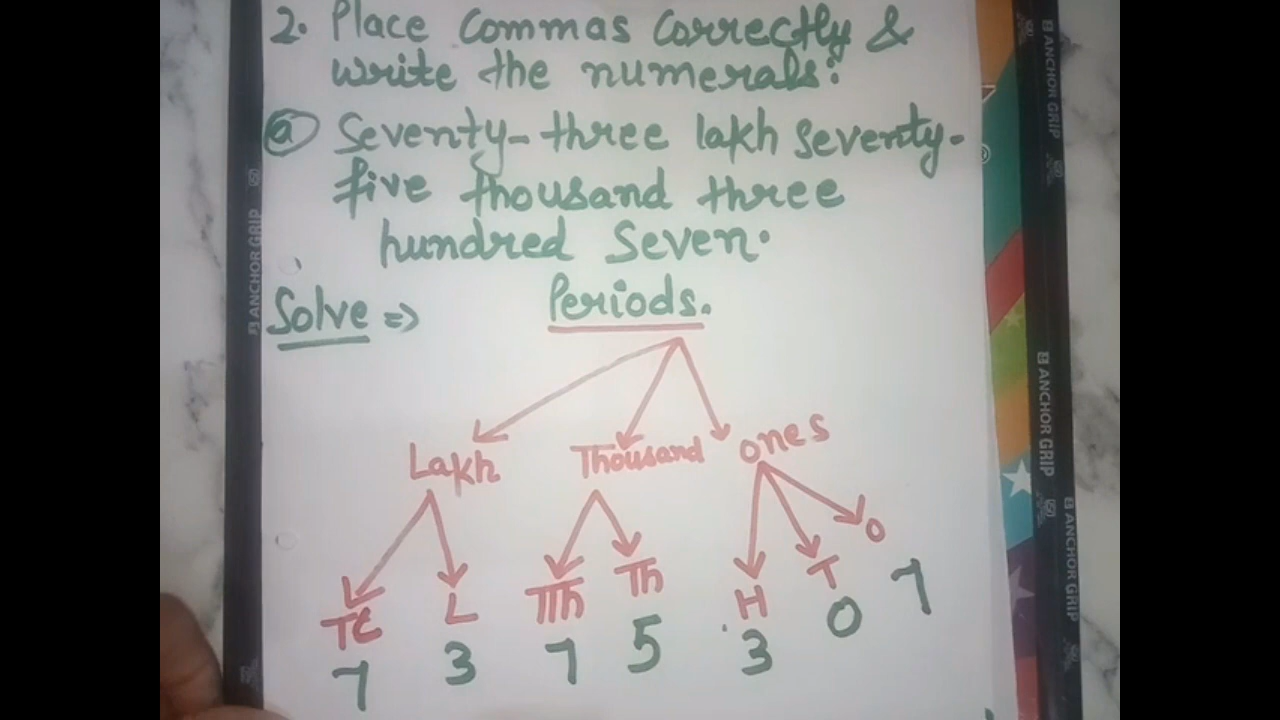 2. Place Commas Correctly &
write the numerals:
(a) Seventy-three lakh Seventy-
five thousand three
hundred Seven.
Solve => Periods.
Lakh Thousand ones
TL L TTh Th H T O
7 3 7 5 3 0 7
ANCHOR GRIP
ANCHOR GRIP
ANCHOR GRIP
ANCHOR GRIP